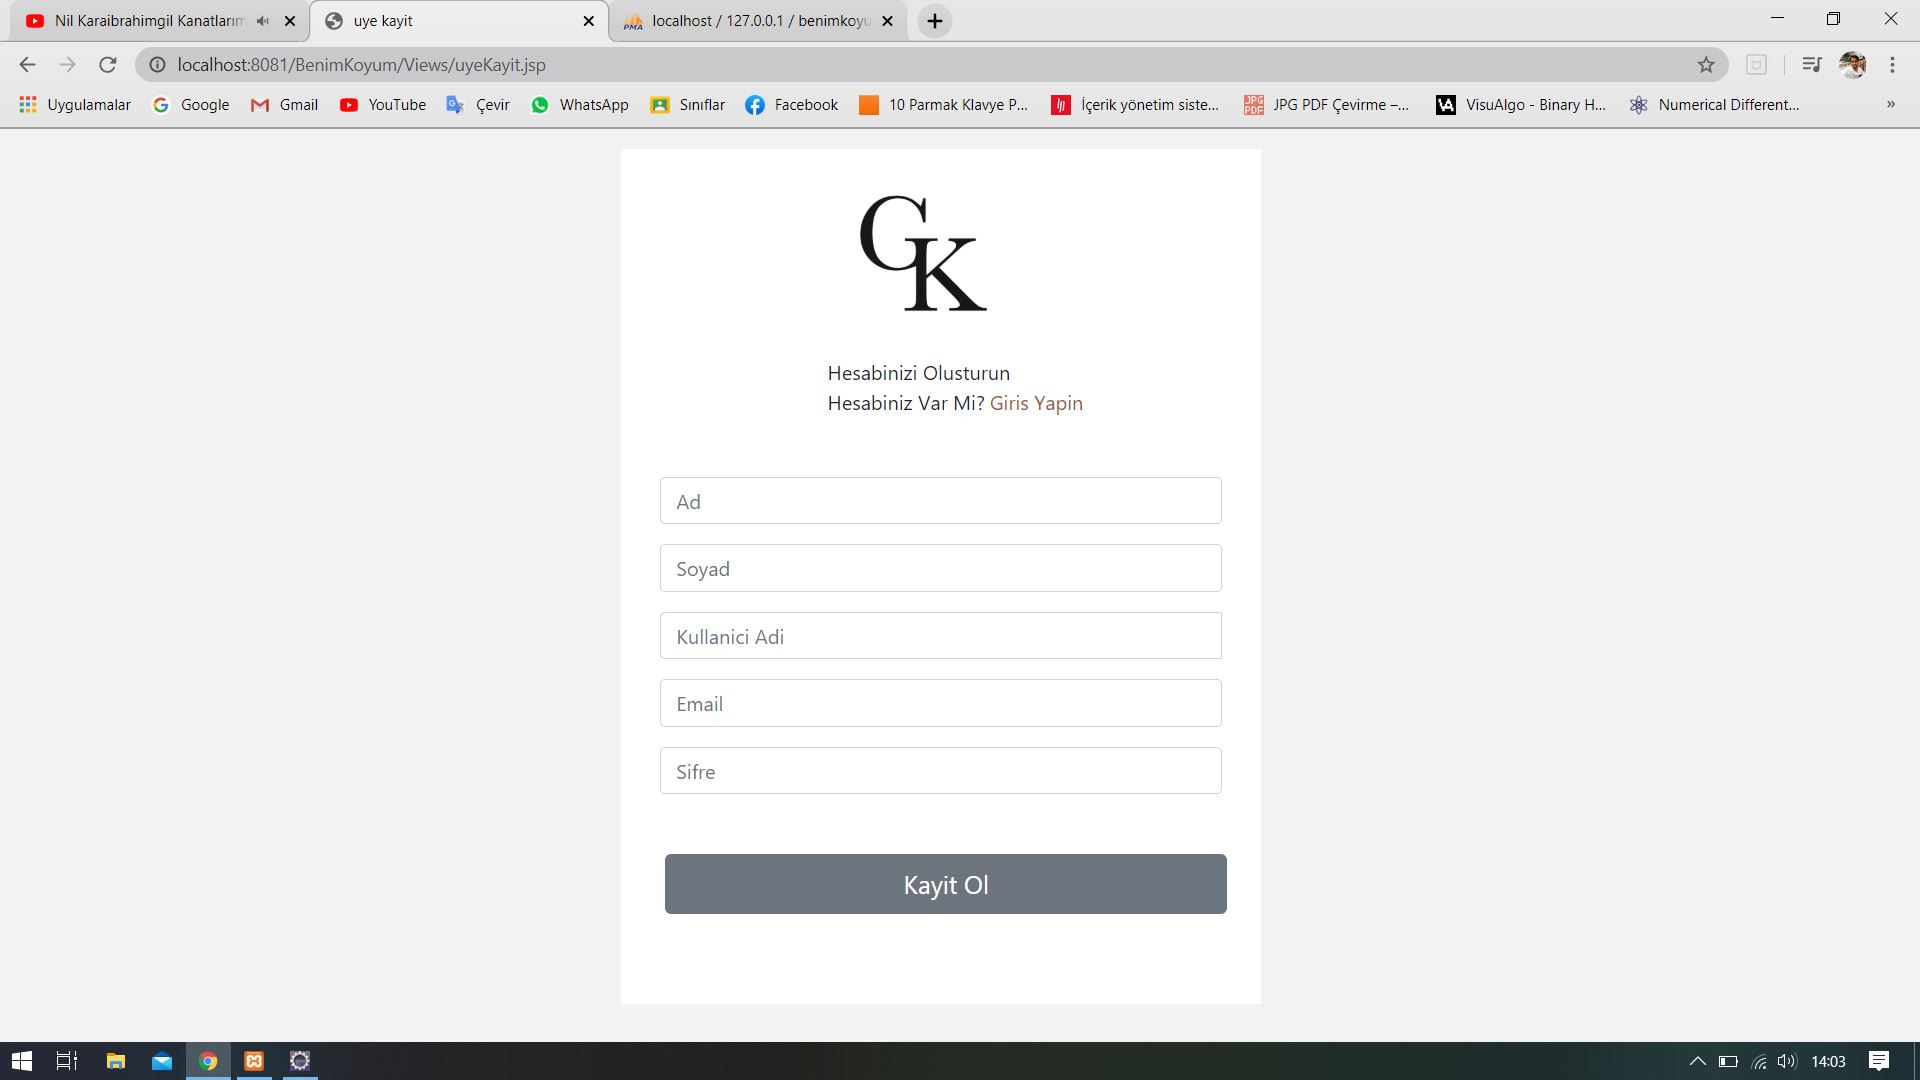 Nil Karaibrahimgil Kanatlarım
uye kayit
localhost / 127.0.0.1 / benimkoyu
localhost:8081/BenimKoyum/Views/uyeKayit.jsp
Uygulamalar Google Gmail YouTube Çevir WhatsApp Sınıflar Facebook 10 Parmak Klavye P... İçerik yönetim siste... JPG PDF Çevirme –... VisuAlgo - Binary H... Numerical Different... »
GK
Hesabinizi Olusturun
Hesabiniz Var Mi? Giris Yapin
Ad
Soyad
Kullanici Adi
Email
Sifre
Kayit Ol
14:03